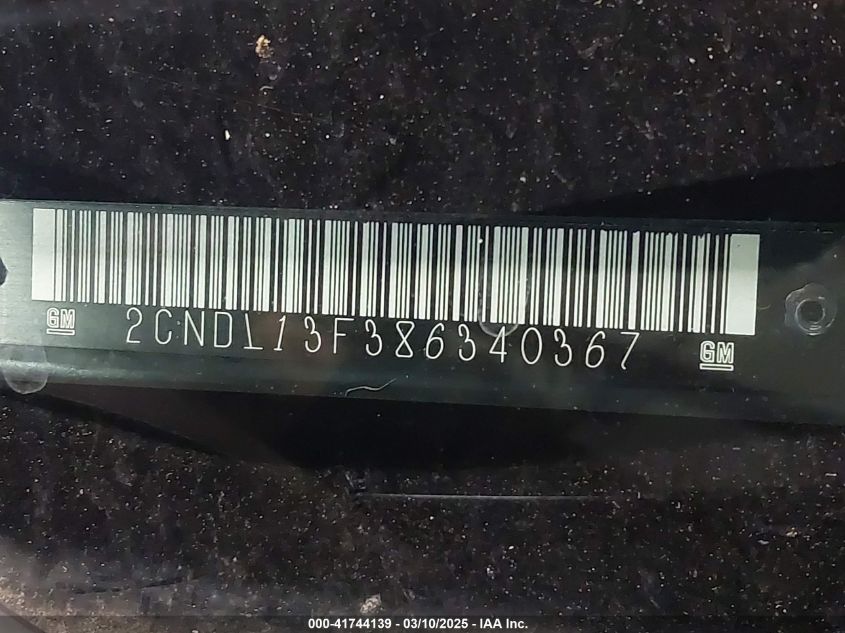 GM 2CNDL13F386340367 GM
000-41744139 - 03/10/2025 - IAA Inc.